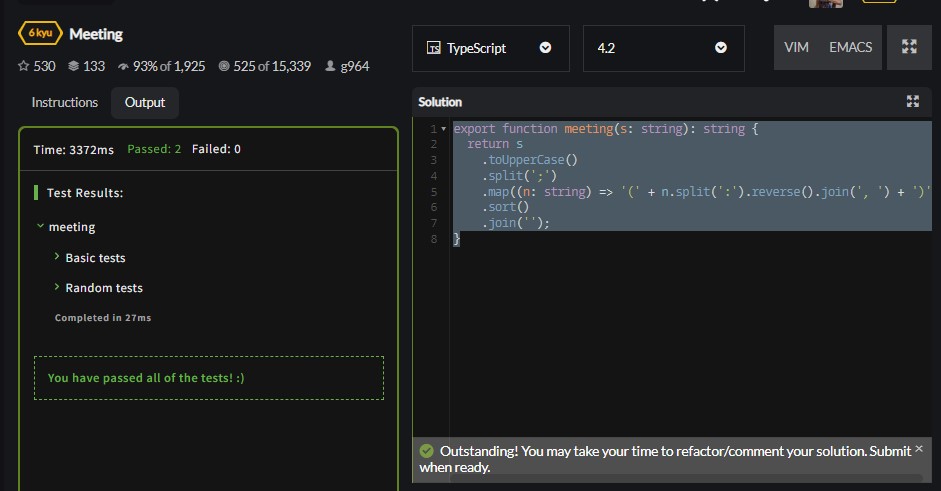 6 kyu Meeting
530 133 93% of 1,925 525 of 15,339 g964
Instructions Output
Time: 3372ms Passed: 2 Failed: 0
Test Results:
meeting
Basic tests
Random tests
Completed in 27ms
You have passed all of the tests! :)
TS TypeScript
4.2
VIM EMACS
Solution
1 export function meeting(s: string): string {
2 return s
3 .toUpperCase()
4 .split(';')
5 .map((n: string) => '(' + n.split(':').reverse().join(', ') + ')'
6 .sort()
7 .join('');
8 }
Outstanding! You may take your time to refactor/comment your solution. Submit ×
when ready.